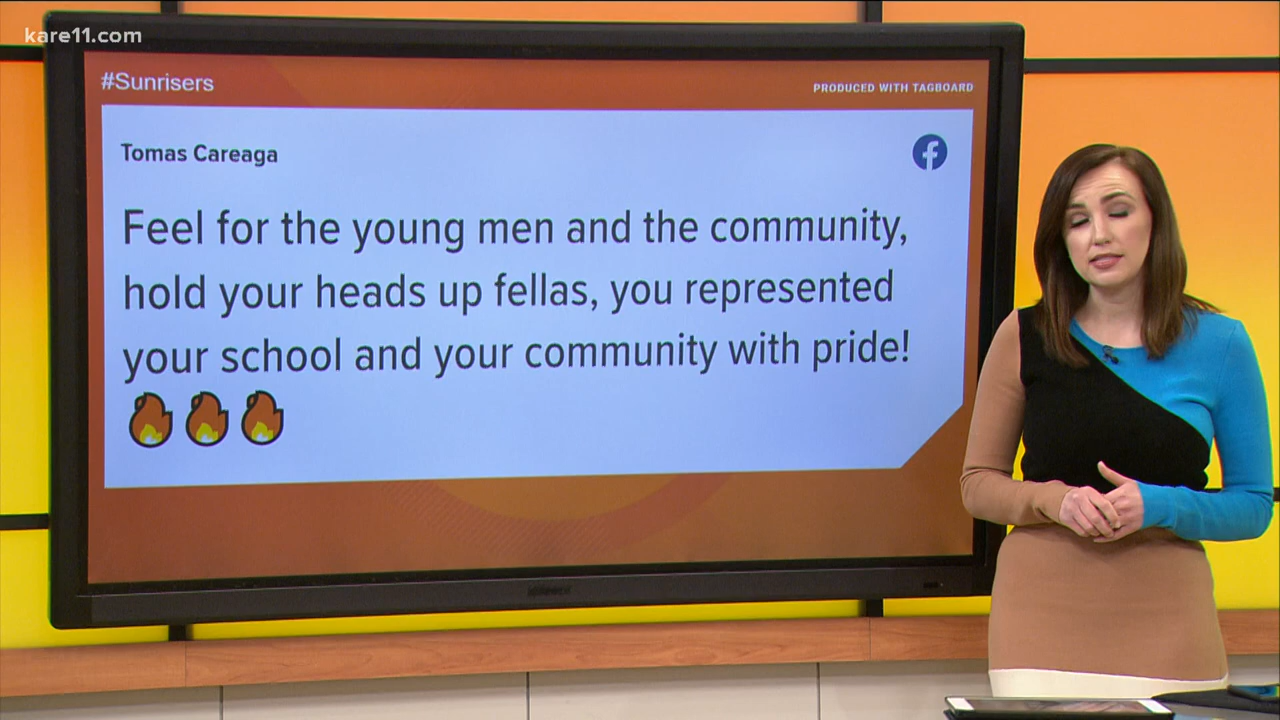 kare11.com
#Sunrisers
PRODUCED WITH TAGBOARD
Tomas Careaga
Feel for the young men and the community,
hold your heads up fellas, you represented
your school and your community with pride!
🔥🔥🔥